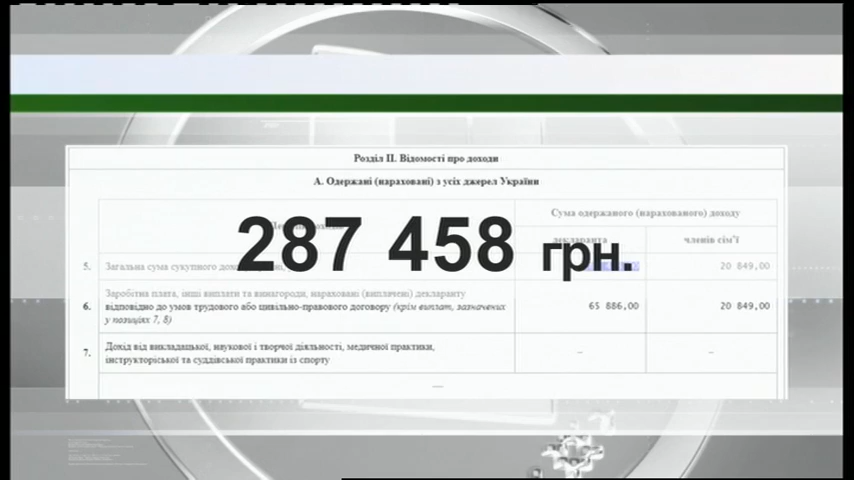 Розділ II. Відомості про доходи
А. Одержані (нараховані) з усіх джерел України
Сума одержаного (нарахованого) доходу
декларанта
членів сім’ї
287 458 грн.
5. Загальна сума сукупного
20 849,00
6. Заробітна плата, інші виплати та винагороди, нараховані (виплачені) декларанту
відповідно до умов трудового або цивільно-правового договору (крім виплат, зазначених
у позиціях 7, 8)
65 886,00
20 849,00
7. Дохід від викладацької, наукової і творчої діяльності, медичної практики,
інструкторіської та суддівської практики із спорту
–
–